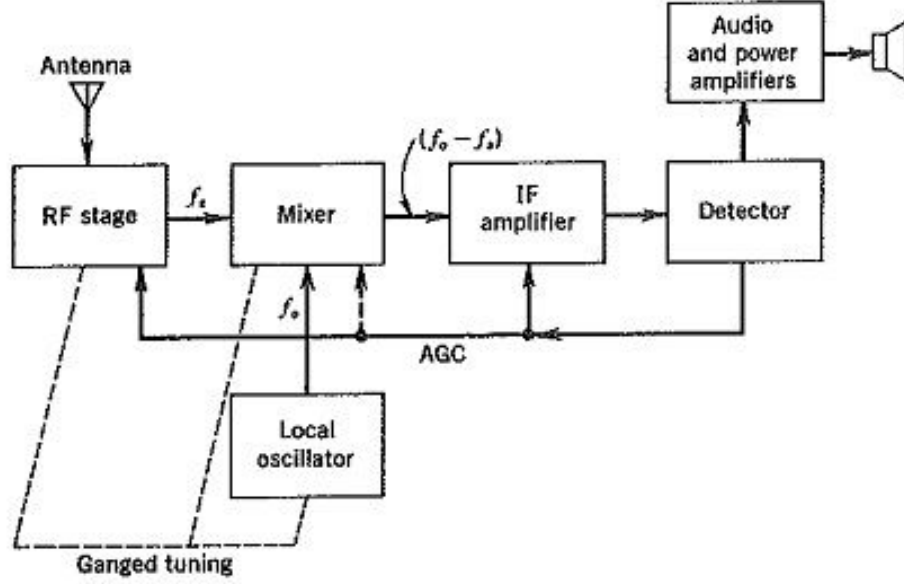 Audio
and power
amplifiers
Antenna
(fₒ − fₛ)
RF stage
fₛ
Mixer
IF
amplifier
Detector
fₒ
AGC
Local
oscillator
Ganged tuning